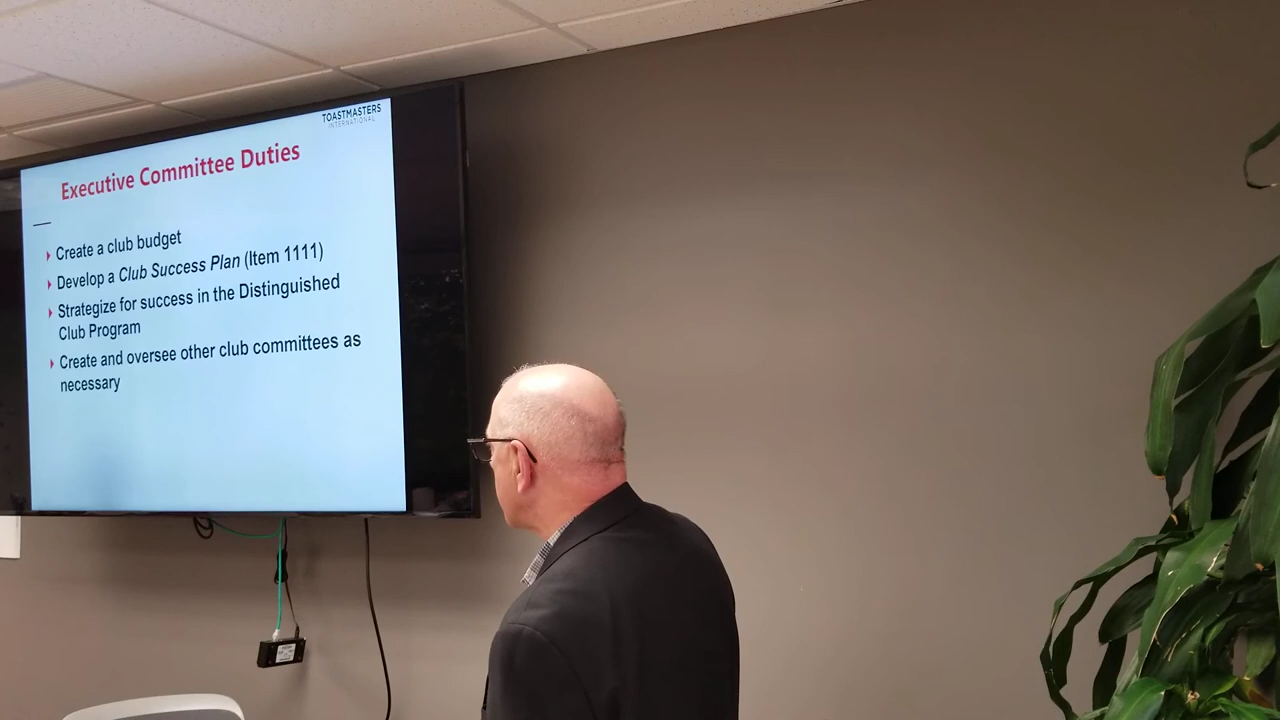 TOASTMASTERS
INTERNATIONAL
Executive Committee Duties
Create a club budget
Develop a Club Success Plan (Item 1111)
Strategize for success in the Distinguished
Club Program
Create and oversee other club committees as
necessary